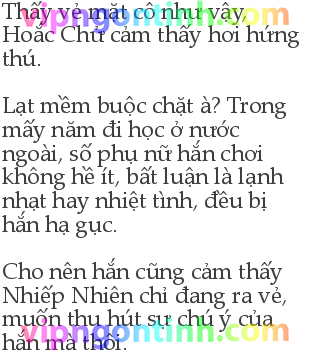 Thấy vẻ mặt cô như vậy,
vipngontinh.com
Hoắc Chử cảm thấy hơi hứng
thú.
Lạt mềm buộc chặt à? Trong
mấy năm đi học ở nước
ngoài, số phụ nữ hắn chơi
không hề ít, bất luận là lạnh
nhạt hay nhiệt tình, đều bị
hắn hạ gục.
Cho nên hắn cũng cảm thấy
Nhiếp Nhiên chỉ đang ra vẻ,
muốn thu hút sự chú ý của
vipngontinh.com
hắn mà thôi.